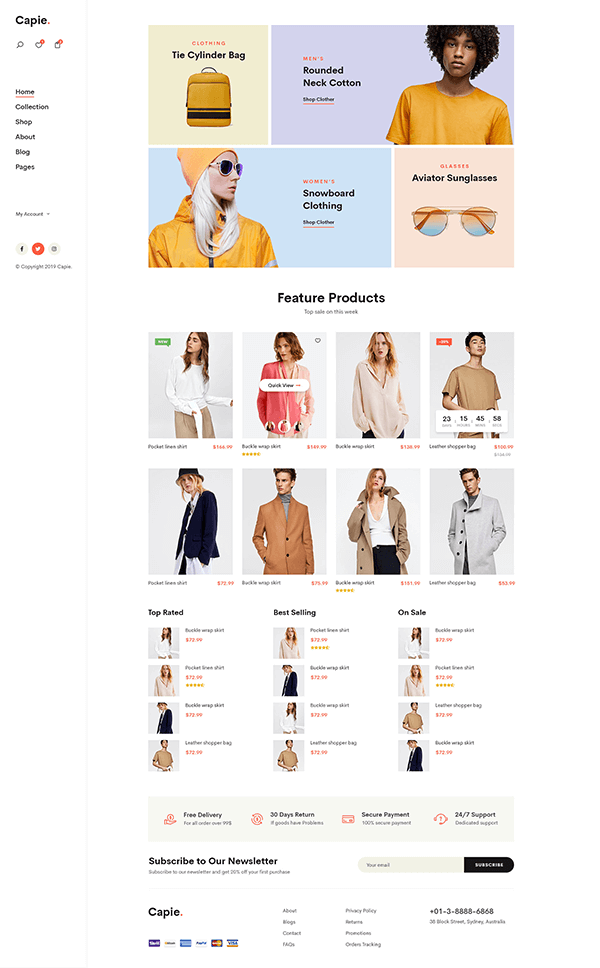 Capie.
Home
Collection
Shop
About
Blog
Pages
My Account →
© Copyright 2019 Capie.
CLOTHING
Tie Cylinder Bag
MEN'S
Rounded
Neck Cotton
Shop Clother
WOMEN'S
Snowboard
Clothing
Shop Clother
GLASSES
Aviator Sunglasses
Feature Products
Top sale on this week
NEW
Quick View →
23 : 15 : 45 : 58
DAYS HOURS MINS SECS
Pocket linen shirt $166.99
Buckle wrap skirt $149.99
Buckle wrap skirt $138.99
Leather shopper bag $100.99
Pocket linen shirt $72.99
Buckle wrap skirt $75.99
Buckle wrap skirt $151.99
Leather shopper bag $53.99
Top Rated
Buckle wrap skirt
$72.99
Pocket linen shirt
$72.99
Buckle wrap skirt
$72.99
Leather shopper bag
$72.99
Best Selling
Pocket linen shirt
$72.99
Buckle wrap skirt
$72.99
Buckle wrap skirt
$72.99
Leather shopper bag
$72.99
On Sale
Buckle wrap skirt
$72.99
Pocket linen shirt
$72.99
Leather shopper bag
$72.99
Buckle wrap skirt
$72.99
Free Delivery
For all order over 99$
30 Days Return
If goods have Problems
Secure Payment
100% secure payment
24/7 Support
Dedicated support
Subscribe to Our Newsletter
Subscribe to our newsletter and get 20% off your first purchase
Your email
SUBSCRIBE
Capie.
Skrill
PayPal
VISA
About
Blogs
Contact
FAQs
Privacy Policy
Returns
Promotions
Orders Tracking
+01-3-8888-6868
38 Block Street, Sydney, Australia